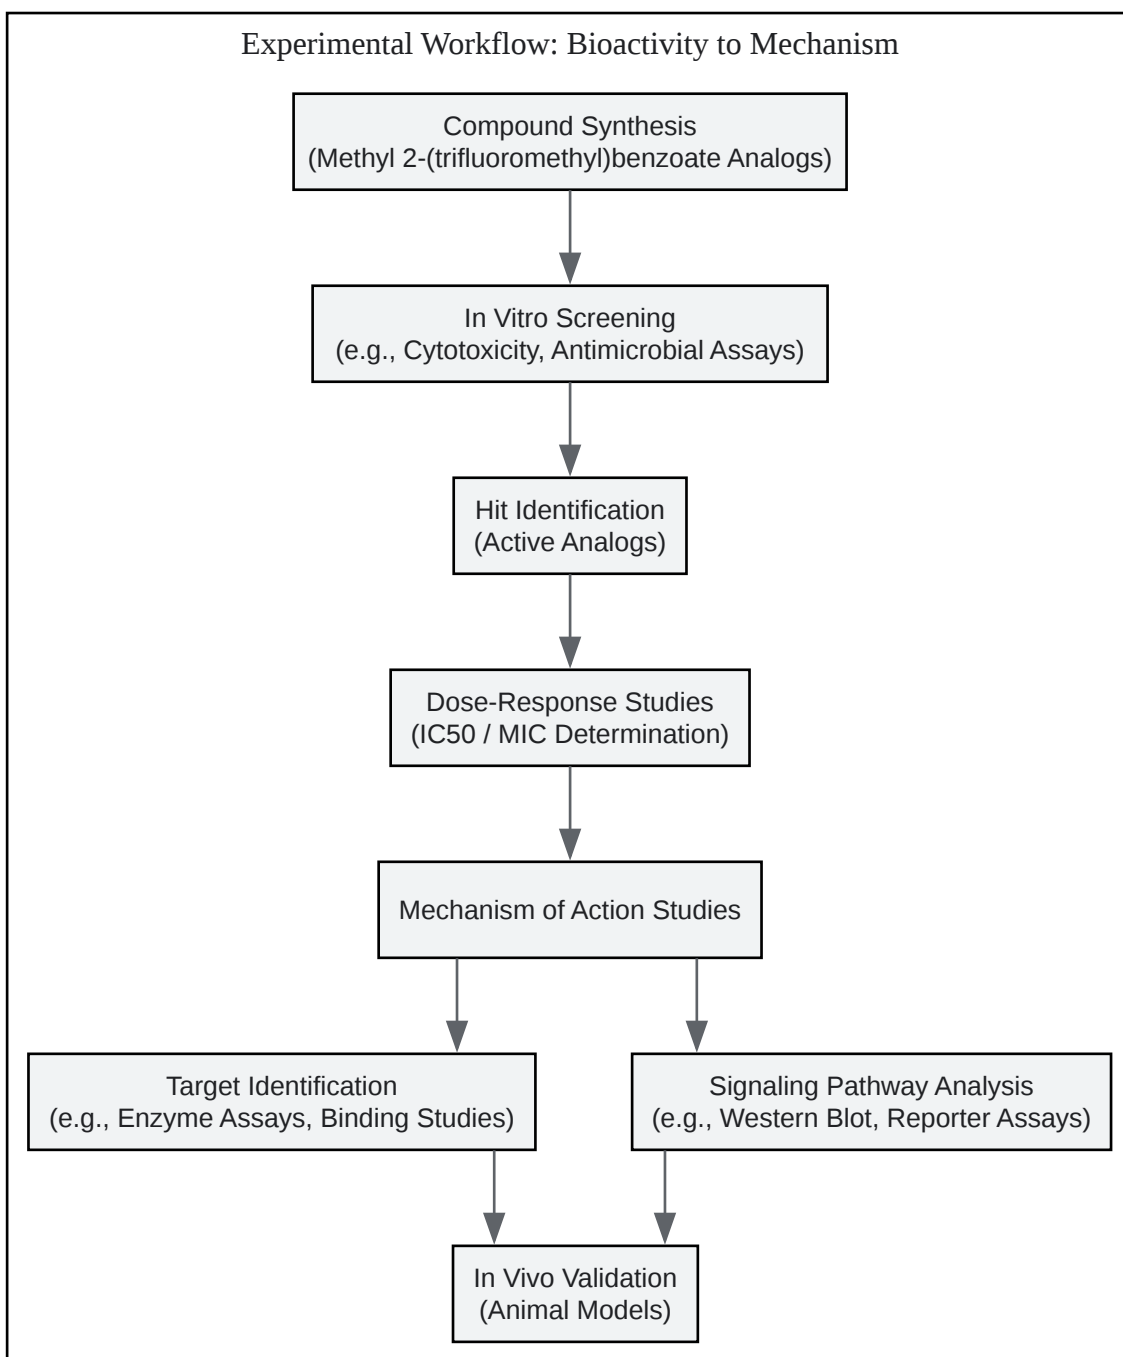 Experimental Workflow: Bioactivity to Mechanism
Compound Synthesis
(Methyl 2-(trifluoromethyl)benzoate Analogs)
In Vitro Screening
(e.g., Cytotoxicity, Antimicrobial Assays)
Hit Identification
(Active Analogs)
Dose-Response Studies
(IC50 / MIC Determination)
Mechanism of Action Studies
Target Identification
(e.g., Enzyme Assays, Binding Studies)
Signaling Pathway Analysis
(e.g., Western Blot, Reporter Assays)
In Vivo Validation
(Animal Models)